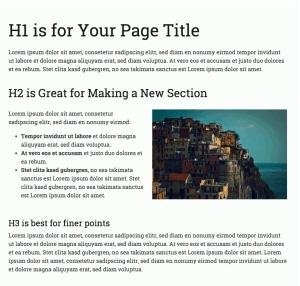 H1 is for Your Page Title
Lorem ipsum dolor sit amet, consetetur sadipscing elitr, sed diam en nonumy eirmod tempor invidunt
ut labore et dolore magna aliquyam erat, sed diam voluptua. At vero eos et accusam et justo duo dolores
et ea rebum. Stet clita kasd gubergren, no sea takimata sanctus est Lorem ipsum dolor sit amet.
H2 is Great for Making a New Section
Lorem ipsum dolor sit amet, consetetur
sadipscing elitr, sed diam en nonumy eirmod:
• Tempor invidunt ut labore et dolore magna
aliquyam erat, sed diam voluptua.
• At vero eos et accusam et justo duo dolores et
ea rebum.
• Stet clita kasd gubergren, no sea takimata
sanctus est Lorem ipsum dolor sit amet. Stet
clita kasd gubergren, no sea takimata sanctus
est Lorem ipsum dolor sit amet.
H3 is best for finer points
Lorem ipsum dolor sit amet, consetetur sadipscing elitr, sed diam en nonumy eirmod tempor invidunt
ut labore et dolore magna aliquyam erat, sed diam voluptua. At vero eos et accusam et justo duo dolores
et ea rebum. Stet clita kasd gubergren, no sea takimata sanctus est Lorem ipsum dolor sit amet. Lorem
ipsum dolor sit amet, consetetur sadipscing elitr, sed diam en nonumy eirmod tempor invidunt ut labore
et dolore magna aliquyam erat, sed diam voluptua.